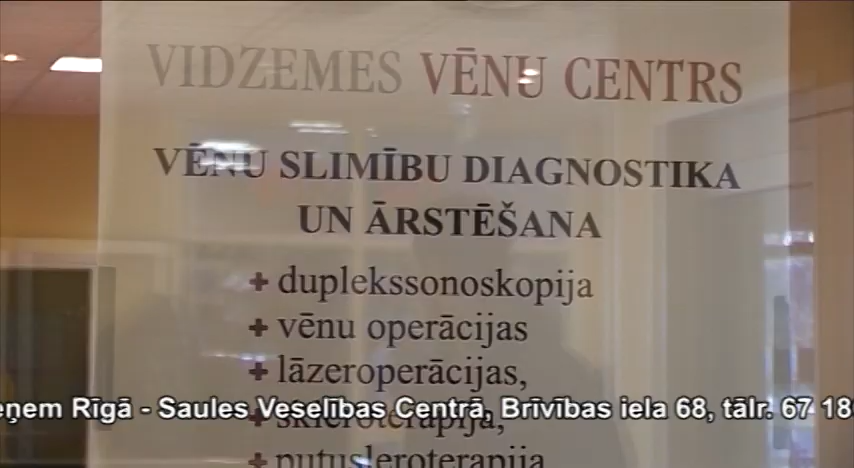 VIDZEMES VĒNU CENTRS
VĒNU SLIMĪBU DIAGNOSTIKA
UN ĀRSTĒŠANA
+ duplekssonoskopija
+ vēnu operācijas
+ lāzeroperācijas,
eņem Rīgā - Saules Veselības Centrā, Brīvības iela 68, tālr. 67 18
+ skleroterapija,